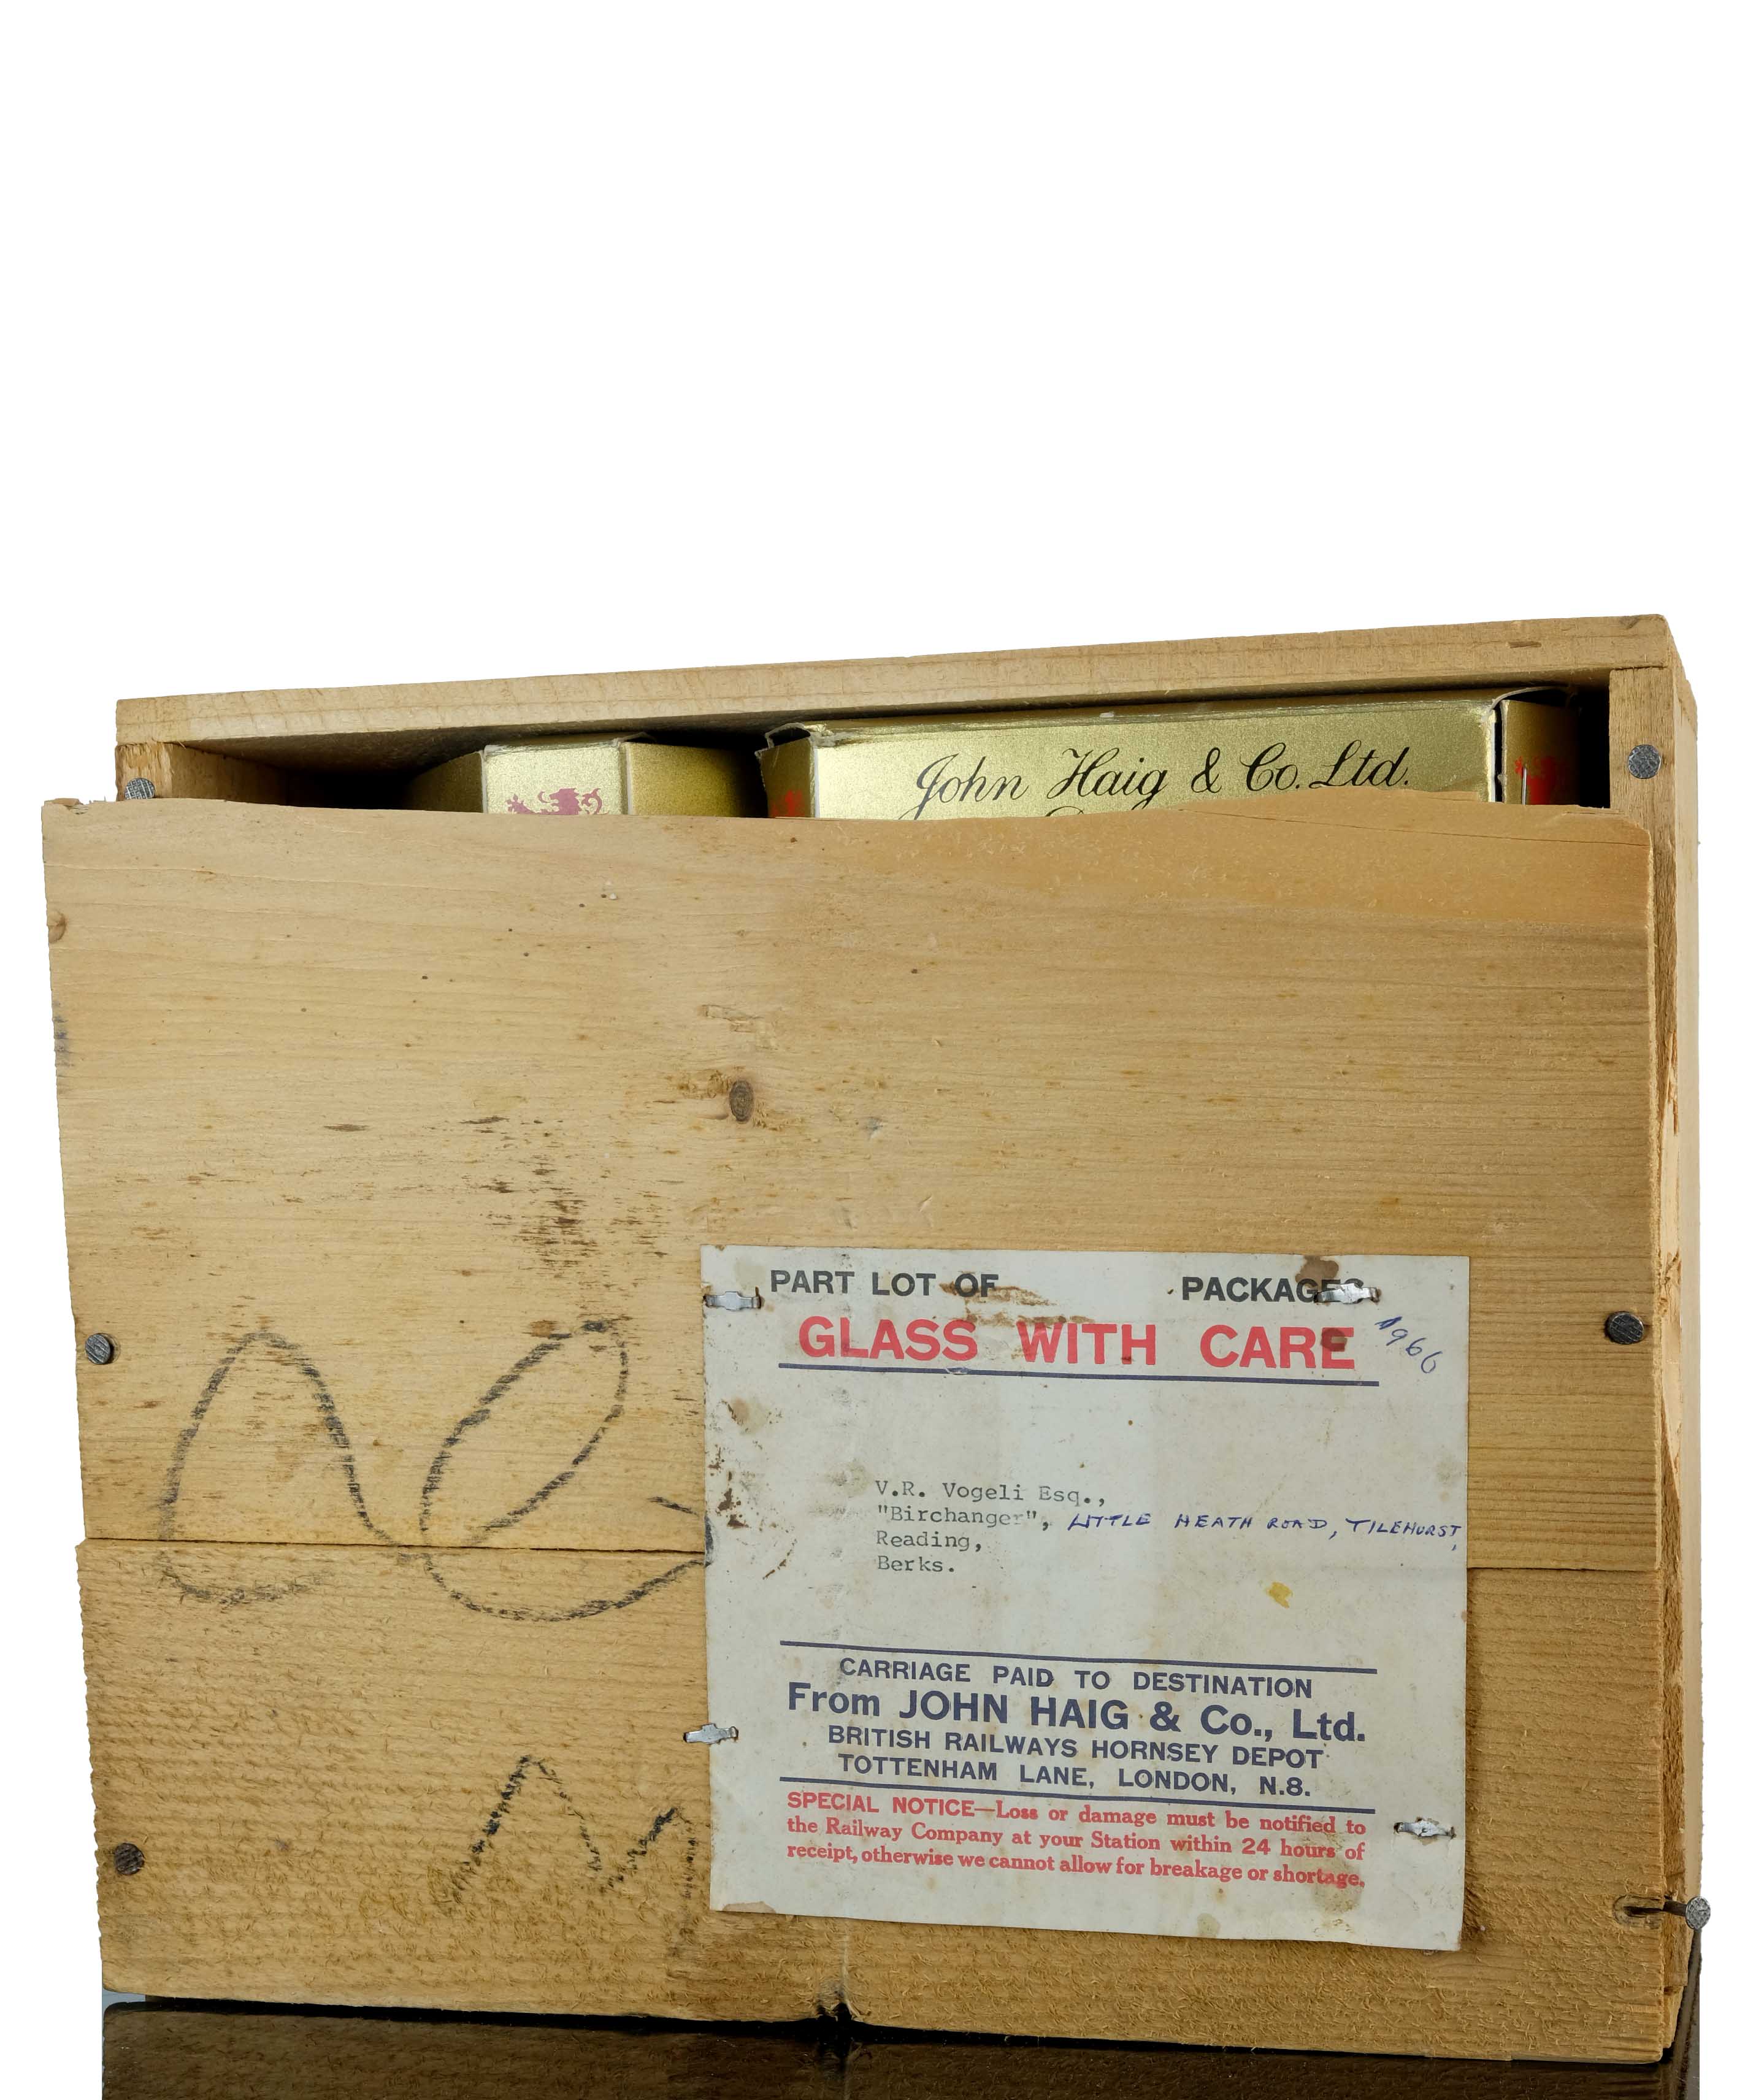 John Haig & Co. Ltd.
PART LOT OF PACKAGES
GLASS WITH CARE
1966
V.R. Vogeli Esq.,
"Birchanger", LITTLE HEATH ROAD, TILEHURST,
Reading,
Berks.
CARRIAGE PAID TO DESTINATION
From JOHN HAIG & Co., Ltd.
BRITISH RAILWAYS HORNSEY DEPOT
TOTTENHAM LANE, LONDON, N.8.
SPECIAL NOTICE—Loss or damage must be notified to
the Railway Company at your Station within 24 hours of
receipt, otherwise we cannot allow for breakage or shortage.